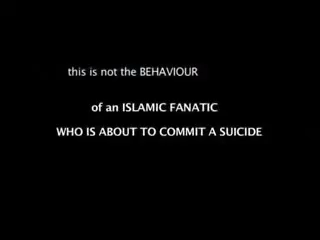 this is not the BEHAVIOUR
of an ISLAMIC FANATIC
WHO IS ABOUT TO COMMIT A SUICIDE